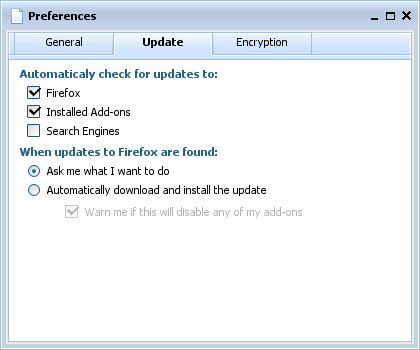 Preferences
General
Update
Encryption
Automaticaly check for updates to:
Firefox
Installed Add-ons
Search Engines
When updates to Firefox are found:
Ask me what I want to do
Automatically download and install the update
Warn me if this will disable any of my add-ons